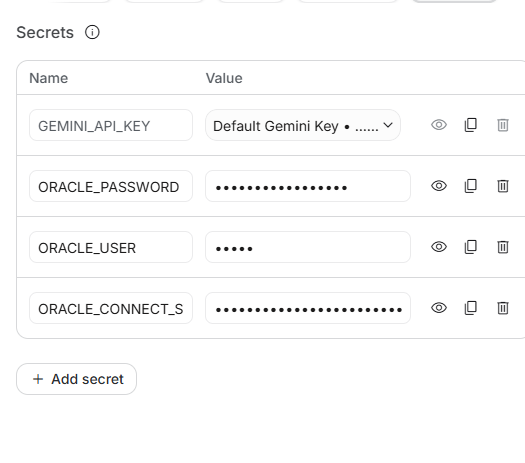 Secrets
Name Value
GEMINI_API_KEY Default Gemini Key • ......
ORACLE_PASSWORD ••••••••••••••••
ORACLE_USER •••••
ORACLE_CONNECT_S •••••••••••••••••••••••
+ Add secret